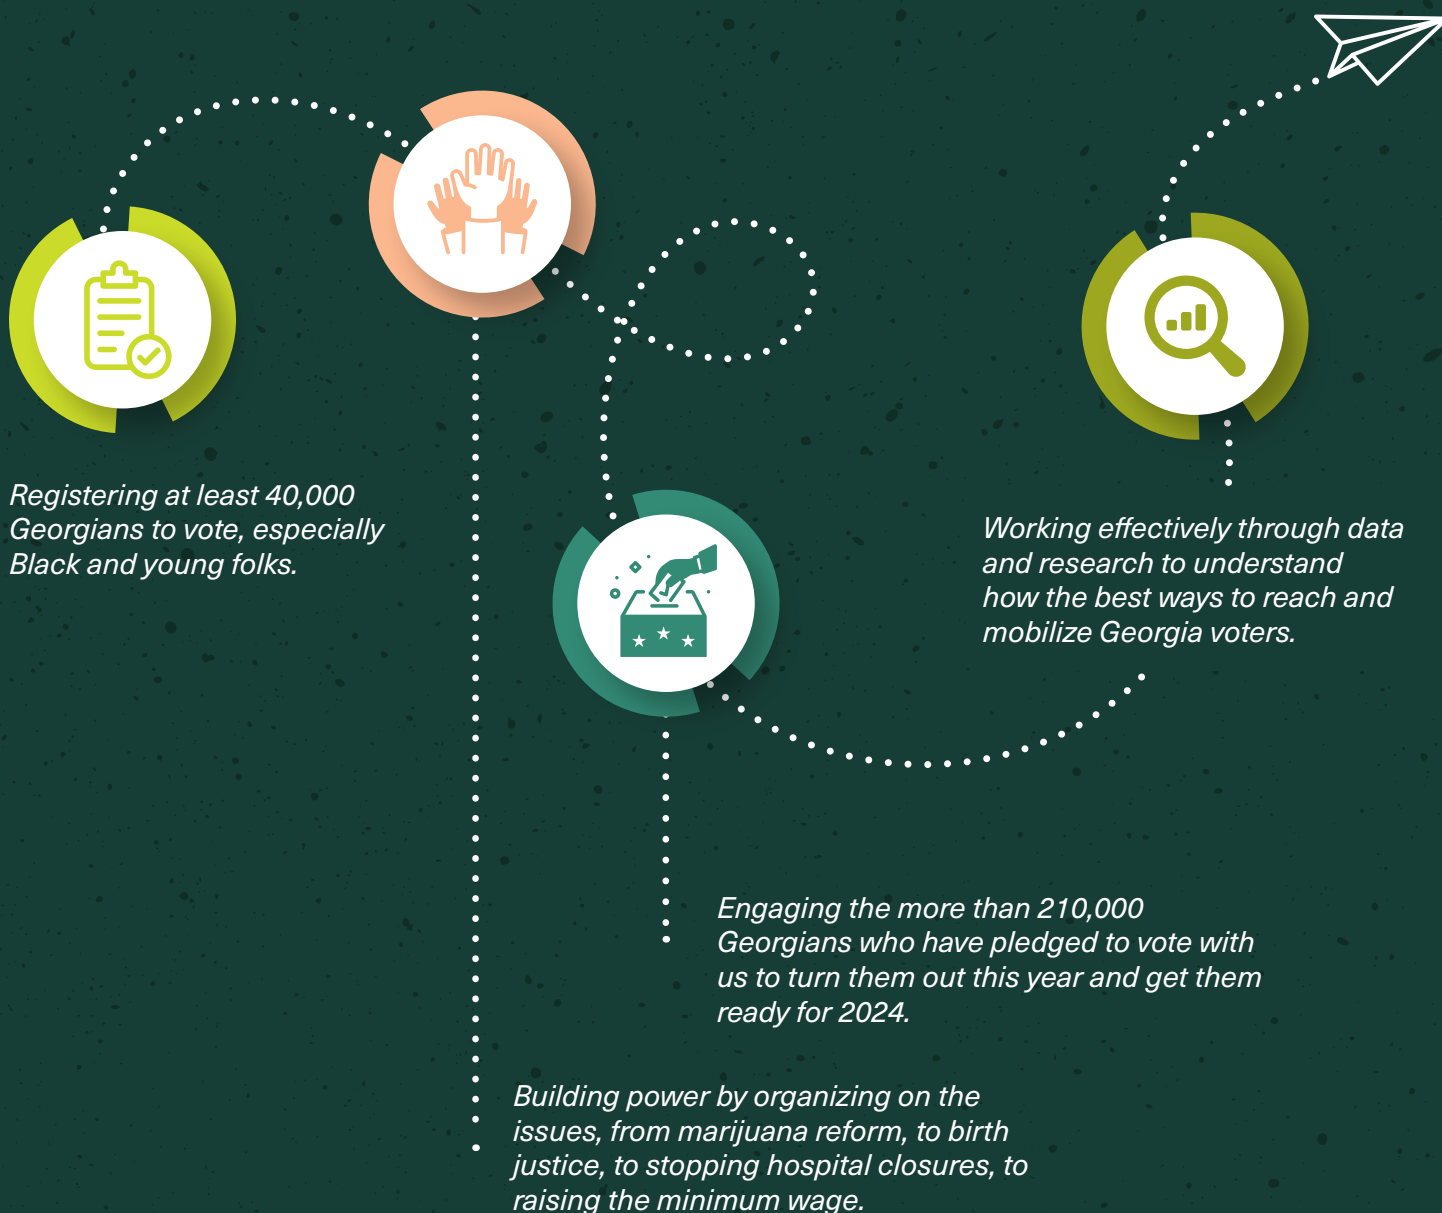 Registering at least 40,000
Georgians to vote, especially
Black and young folks.
Working effectively through data
and research to understand
how the best ways to reach and
mobilize Georgia voters.
Engaging the more than 210,000
Georgians who have pledged to vote with
us to turn them out this year and get them
ready for 2024.
Building power by organizing on the
issues, from marijuana reform, to birth
justice, to stopping hospital closures, to
raising the minimum wage.